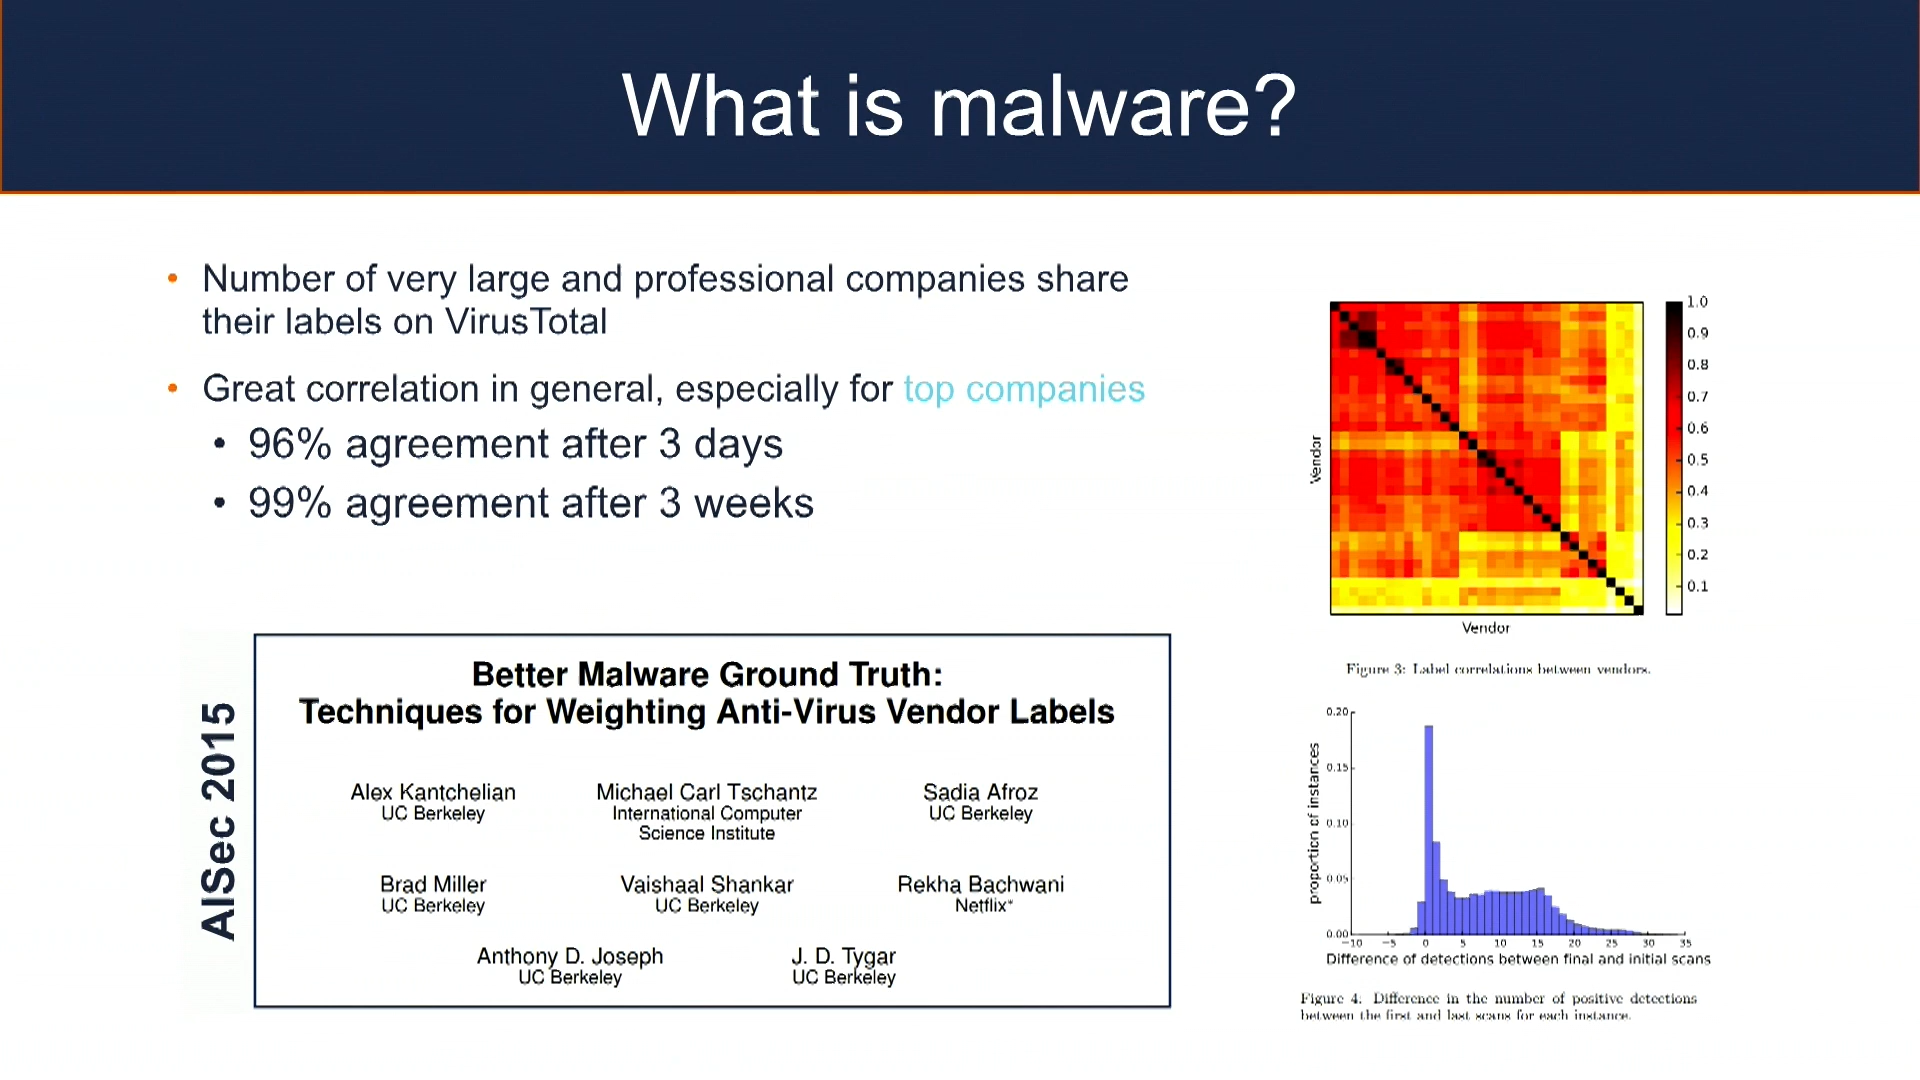 What is malware?
• Number of very large and professional companies share
their labels on VirusTotal
• Great correlation in general, especially for top companies
• 96% agreement after 3 days
• 99% agreement after 3 weeks
AISec 2015
Better Malware Ground Truth:
Techniques for Weighting Anti-Virus Vendor Labels
Alex Kantchelian
UC Berkeley
Michael Carl Tschantz
International Computer
Science Institute
Sadia Afroz
UC Berkeley
Brad Miller
UC Berkeley
Vaishaal Shankar
UC Berkeley
Rekha Bachwani
Netflix*
Anthony D. Joseph
UC Berkeley
J. D. Tygar
UC Berkeley
Vendor
1.0
0.9
0.8
0.7
0.6
0.5
0.4
0.3
0.2
0.1
Vendor
Figure 3: Label correlations between vendors.
proportion of instances
0.20
0.15
0.10
0.05
0.00
−10 −5 0 5 10 15 20 25 30 35
Difference of detections between final and initial scans
Figure 4: Difference in the number of positive detections
between the first and last scans for each instance.